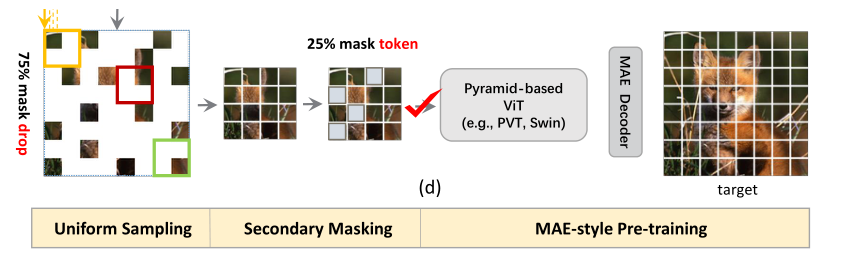 75% mask drop
25% mask token
Pyramid-based
ViT
(e.g., PVT, Swin)
MAE Decoder
target
(d)
Uniform Sampling
Secondary Masking
MAE-style Pre-training